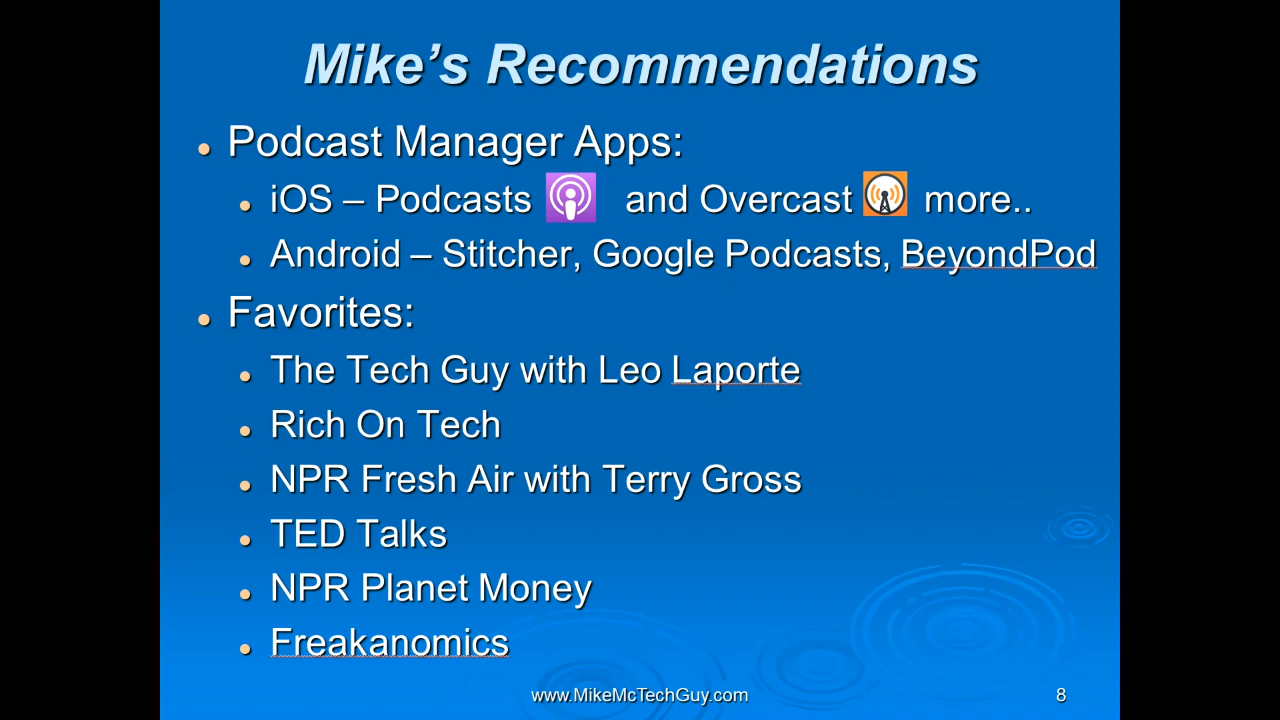 Mike’s Recommendations
Podcast Manager Apps:
iOS – Podcasts and Overcast more..
Android – Stitcher, Google Podcasts, BeyondPod
Favorites:
The Tech Guy with Leo Laporte
Rich On Tech
NPR Fresh Air with Terry Gross
TED Talks
NPR Planet Money
Freakanomics
www.MikeMcTechGuy.com 8